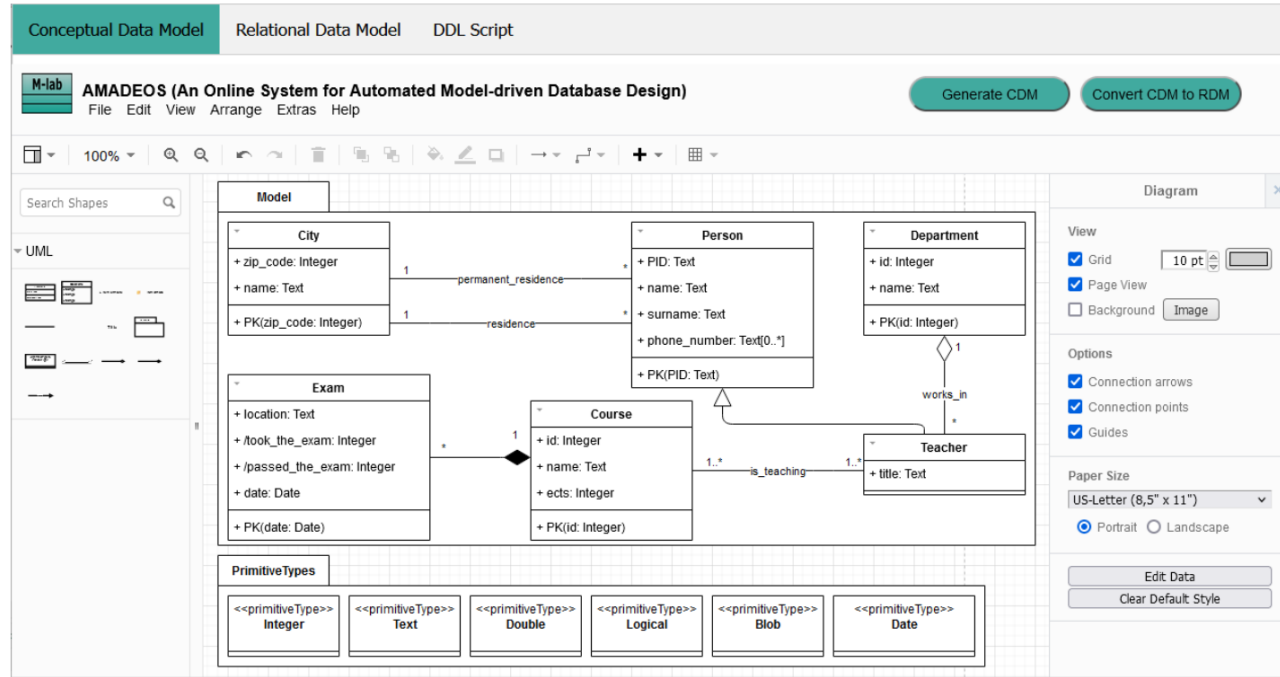 Conceptual Data Model Relational Data Model DDL Script
M-lab
AMADEOS (An Online System for Automated Model-driven Database Design)
File Edit View Arrange Extras Help
Generate CDM Convert CDM to RDM
100%
Search Shapes
UML
Model
City
+ zip_code: Integer
+ name: Text
+ PK(zip_code: Integer)
1 permanent_residence *
1 residence *
Person
+ PID: Text
+ name: Text
+ surname: Text
+ phone_number: Text[0..*]
+ PK(PID: Text)
Department
+ id: Integer
+ name: Text
+ PK(id: Integer)
1
works_in
*
Exam
+ location: Text
+ /took_the_exam: Integer
+ /passed_the_exam: Integer
+ date: Date
+ PK(date: Date)
* 1
Course
+ id: Integer
+ name: Text
+ ects: Integer
+ PK(id: Integer)
1..* is_teaching 1..*
Teacher
+ title: Text
PrimitiveTypes
<<primitiveType>>
Integer
<<primitiveType>>
Text
<<primitiveType>>
Double
<<primitiveType>>
Logical
<<primitiveType>>
Blob
<<primitiveType>>
Date
Diagram
View
Grid 10 pt
Page View
Background Image
Options
Connection arrows
Connection points
Guides
Paper Size
US-Letter (8,5" x 11")
Portrait Landscape
Edit Data
Clear Default Style